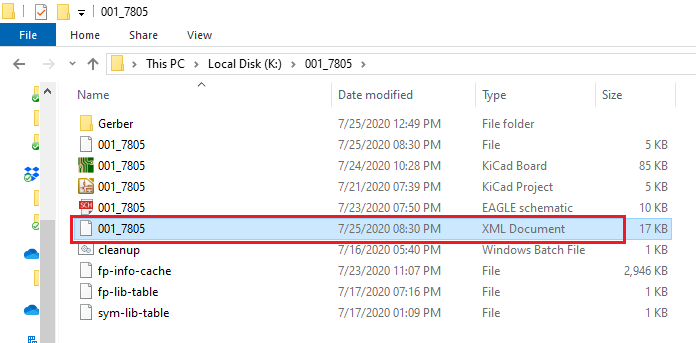 001_7805
File Home Share View
This PC Local Disk (K:) 001_7805
Name Date modified Type Size
Gerber 7/25/2020 12:49 PM File folder
001_7805 7/25/2020 08:30 PM File 5 KB
001_7805 7/24/2020 10:28 PM KiCad Board 85 KB
001_7805 7/21/2020 07:39 PM KiCad Project 5 KB
SCH 001_7805 7/23/2020 07:50 PM EAGLE schematic 10 KB
001_7805 7/25/2020 08:30 PM XML Document 17 KB
cleanup 7/16/2020 05:40 PM Windows Batch File 1 KB
fp-info-cache 7/23/2020 11:07 PM File 2,946 KB
fp-lib-table 7/17/2020 07:16 PM File 1 KB
sym-lib-table 7/17/2020 01:09 PM File 1 KB